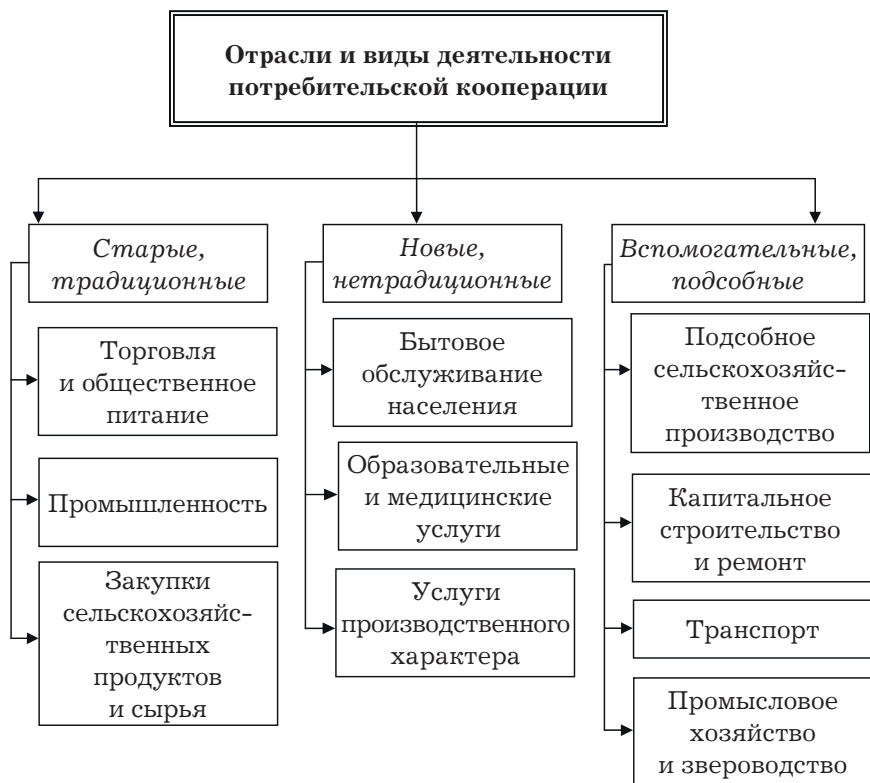 Отрасли и виды деятельности
потребительской кооперации
Старые,
традиционные
Торговля
и общественное
питание
Промышленность
Закупки
сельскохозяйс-
твенных
продуктов
и сырья
Новые,
нетрадиционные
Бытовое
обслуживание
населения
Образовательные
и медицинские
услуги
Услуги
производственного
характера
Вспомогательные,
подсобные
Подсобное
сельскохозяйс-
твенное
производство
Капитальное
строительство
и ремонт
Транспорт
Промысловое
хозяйство
и звероводство